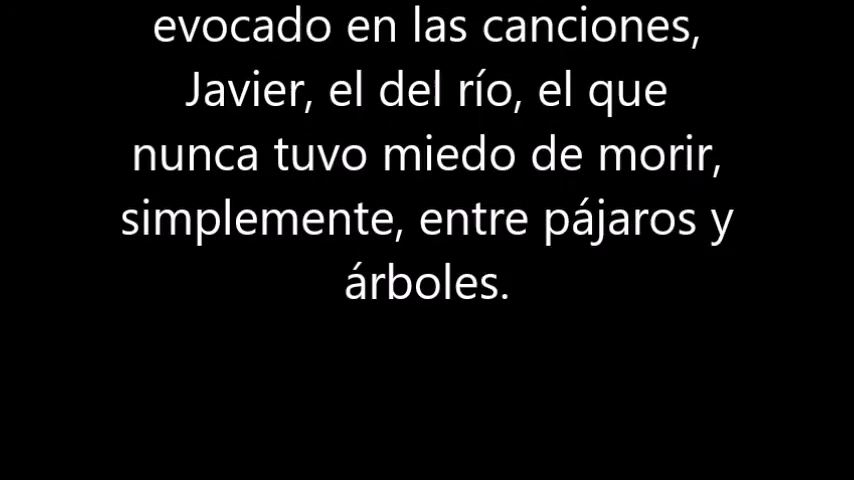 evocado en las canciones,
Javier, el del río, el que
nunca tuvo miedo de morir,
simplemente, entre pájaros y
árboles.